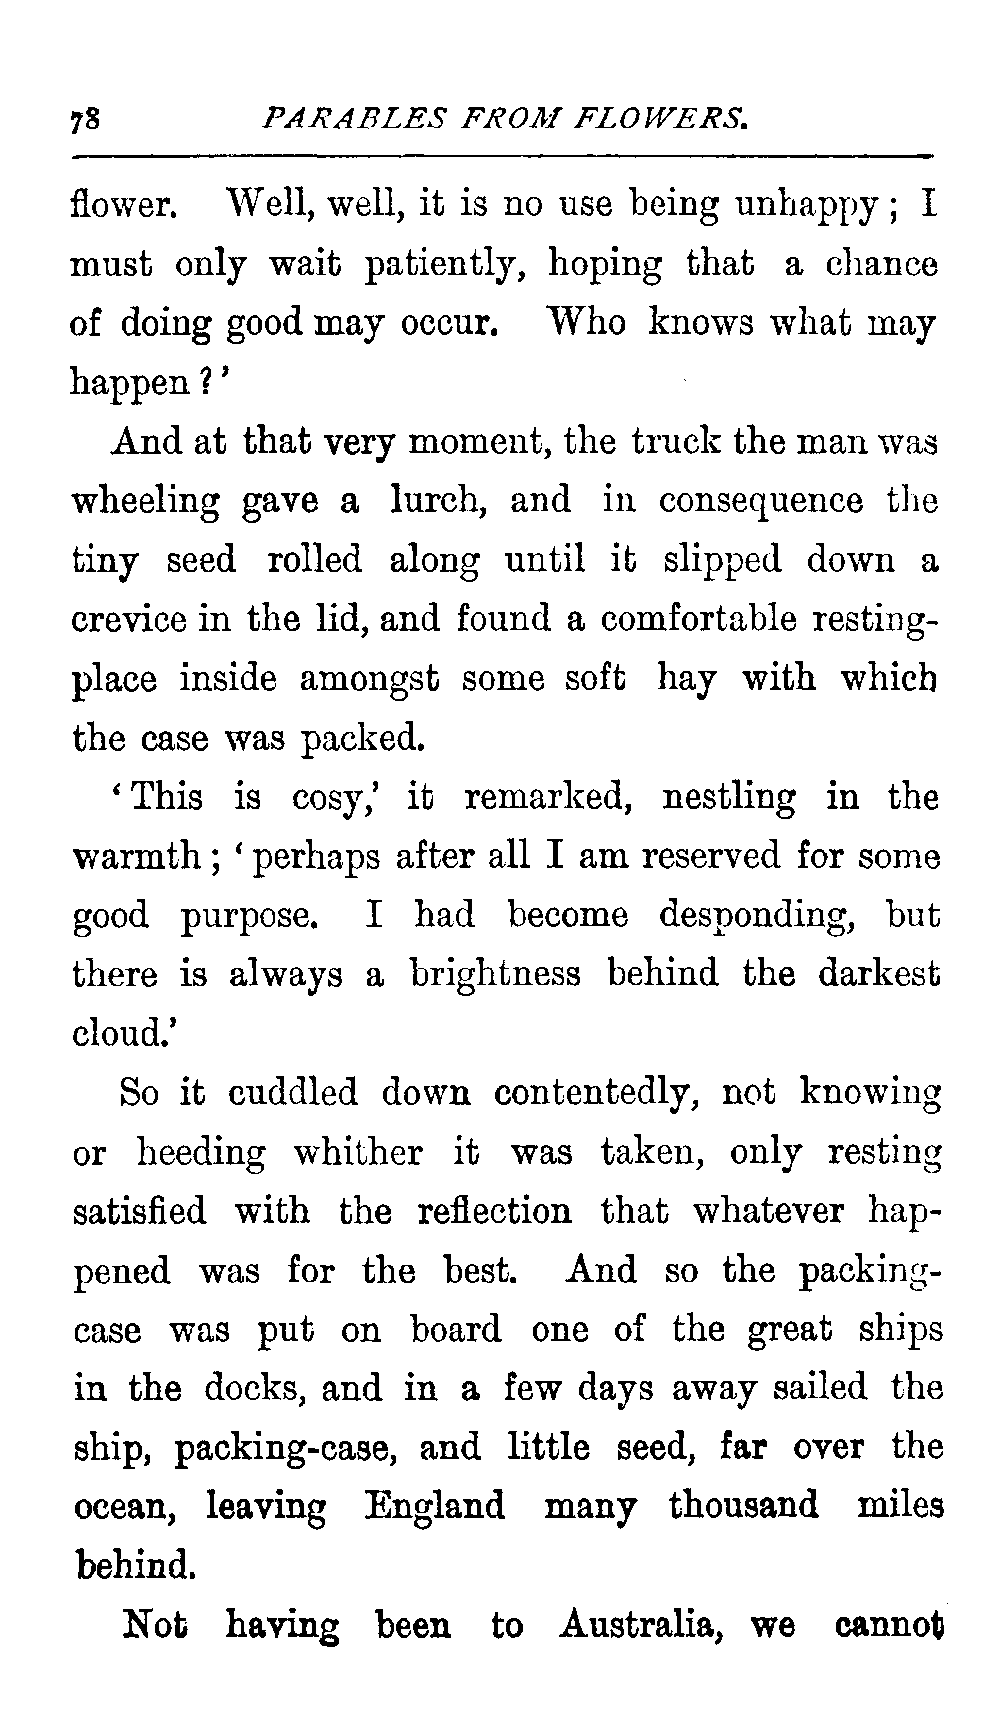 78 PARABLES FROM FLOWERS.
flower. Well, well, it is no use being unhappy; I
must only wait patiently, hoping that a chance
of doing good may occur. Who knows what may
happen?’
And at that very moment, the truck the man was
wheeling gave a lurch, and in consequence the
tiny seed rolled along until it slipped down a
crevice in the lid, and found a comfortable resting-
place inside amongst some soft hay with which
the case was packed.
‘This is cosy,’ it remarked, nestling in the
warmth; ‘perhaps after all I am reserved for some
good purpose. I had become desponding, but
there is always a brightness behind the darkest
cloud.’
So it cuddled down contentedly, not knowing
or heeding whither it was taken, only resting
satisfied with the reflection that whatever hap-
pened was for the best. And so the packing-
case was put on board one of the great ships
in the docks, and in a few days away sailed the
ship, packing-case, and little seed, far over the
ocean, leaving England many thousand miles
behind.
Not having been to Australia, we cannot